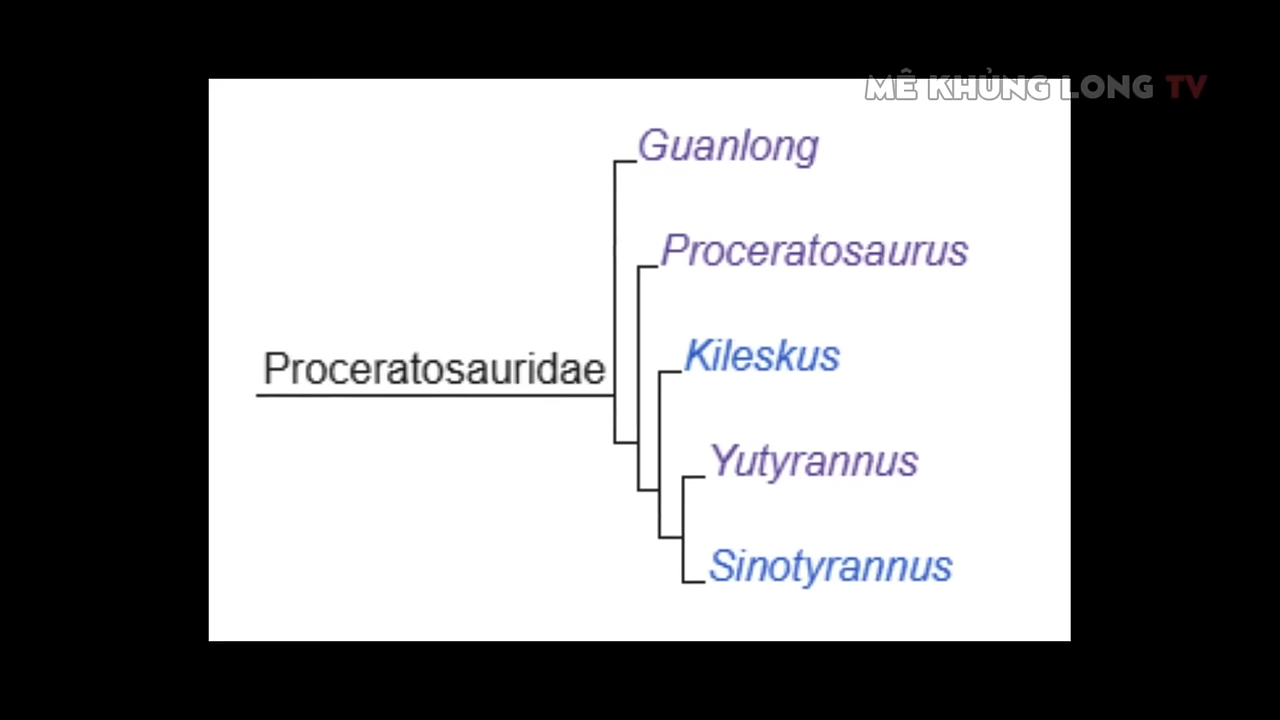 MÊ KHỦNG LONG TV
Guanlong
Proceratosaurus
Kileskus
Proceratosauridae
Yutyrannus
Sinotyrannus